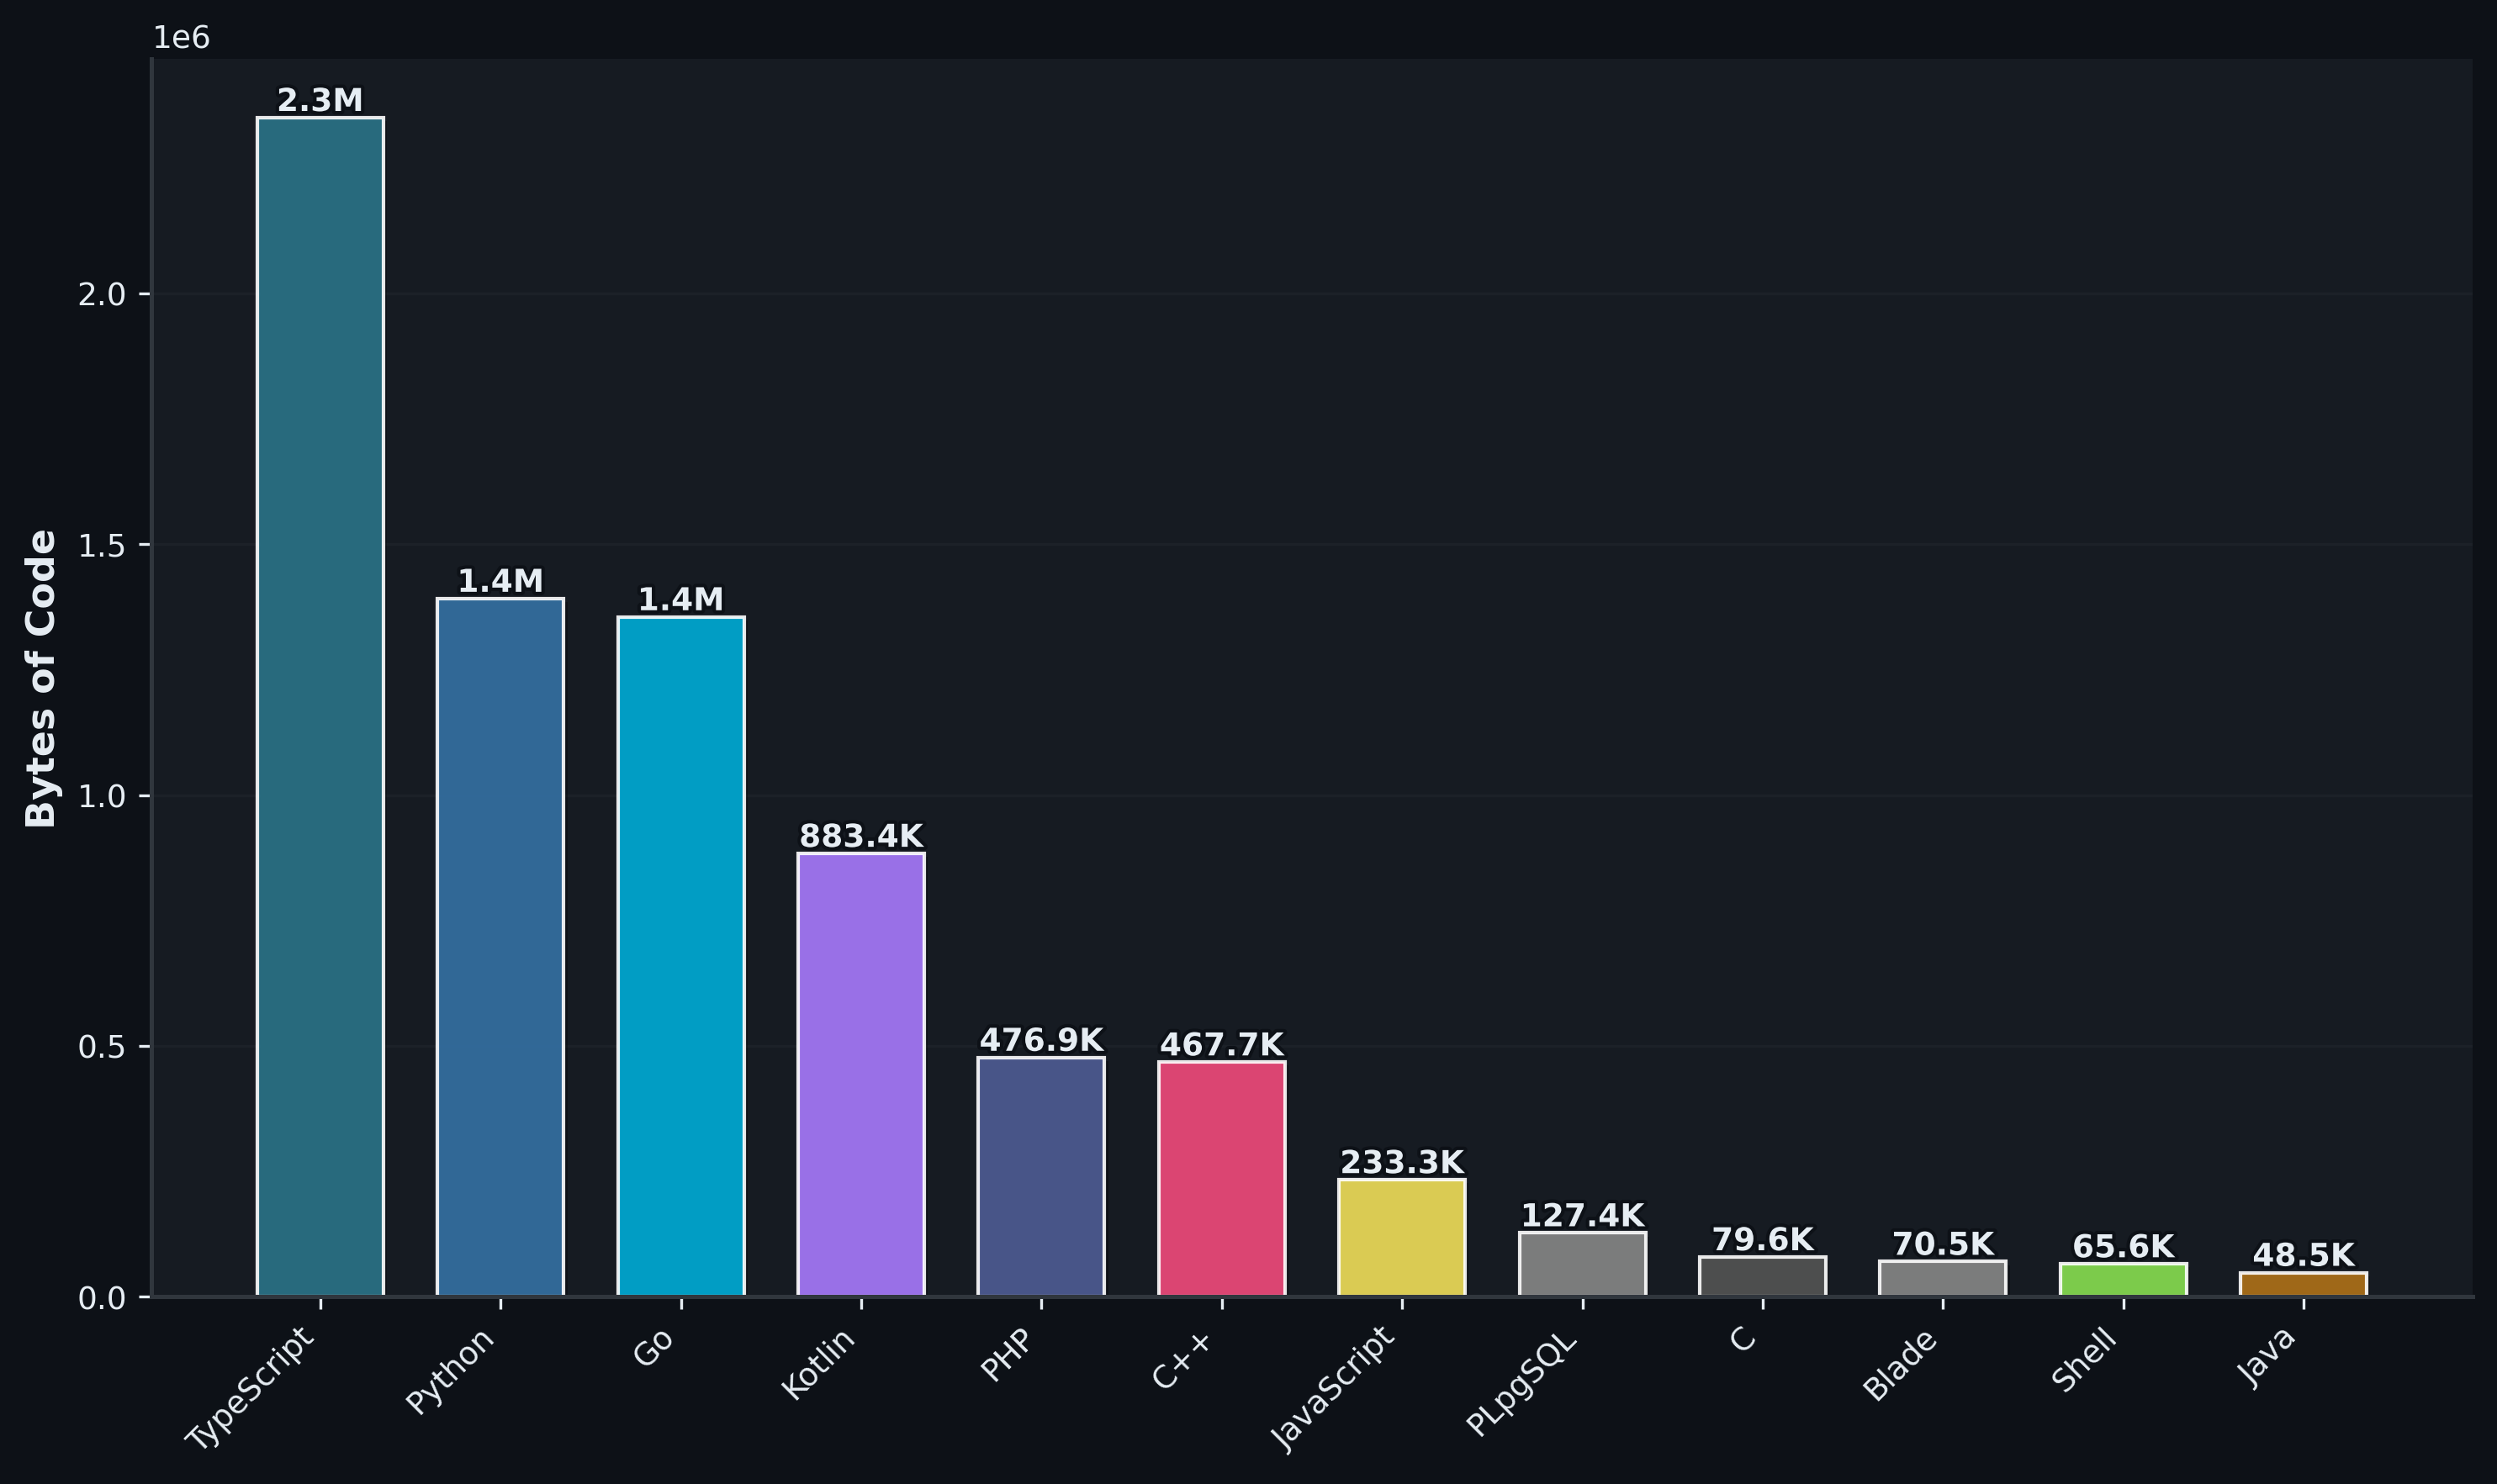 1e6
2.3M
2.0
1.5
1.4M
1.4M
Bytes of Code
1.0
883.4K
0.5
476.9K
467.7K
233.3K
127.4K
79.6K
70.5K
65.6K
48.5K
0.0
TypeScript
Python
Go
Kotlin
PHP
C++
JavaScript
PLpgSQL
C
Blade
Shell
Java